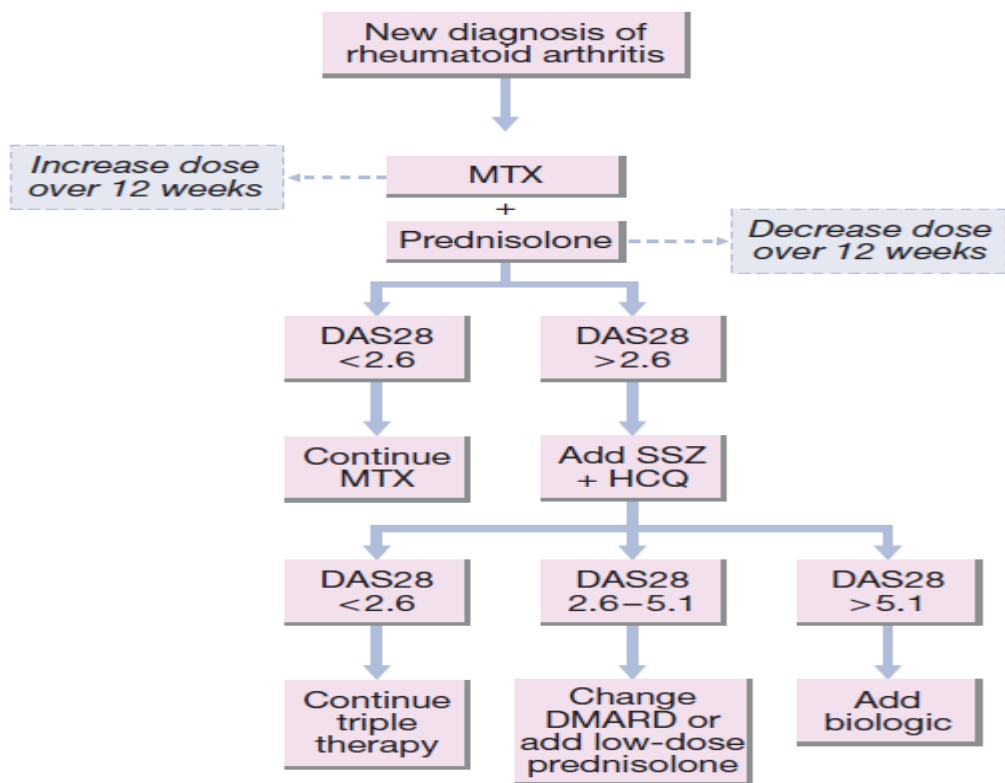 New diagnosis of
rheumatoid arthritis
Increase dose
over 12 weeks
MTX
+
Prednisolone
Decrease dose
over 12 weeks
DAS28
<2.6
DAS28
>2.6
Continue
MTX
Add SSZ
+ HCQ
DAS28
<2.6
DAS28
2.6–5.1
DAS28
>5.1
Continue
triple
therapy
Change
DMARD or
add low-dose
prednisolone
Add
biologic